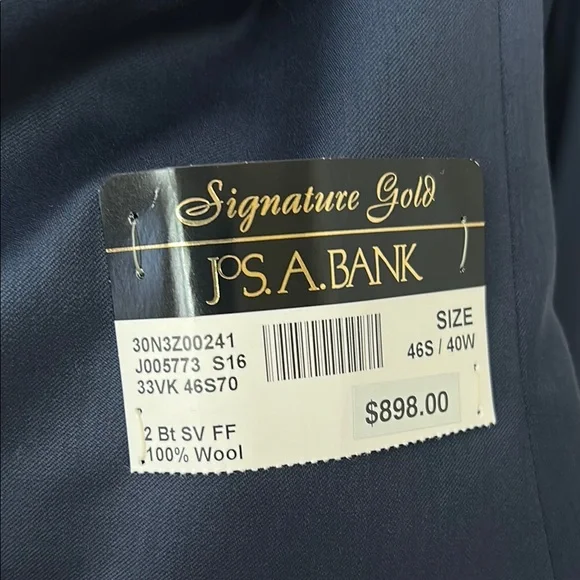 Signature Gold
JoS. A. BANK
30N3Z00241
J005773 S16
33VK 46S70
SIZE
46S / 40W
$898.00
2 Bt SV FF
100% Wool